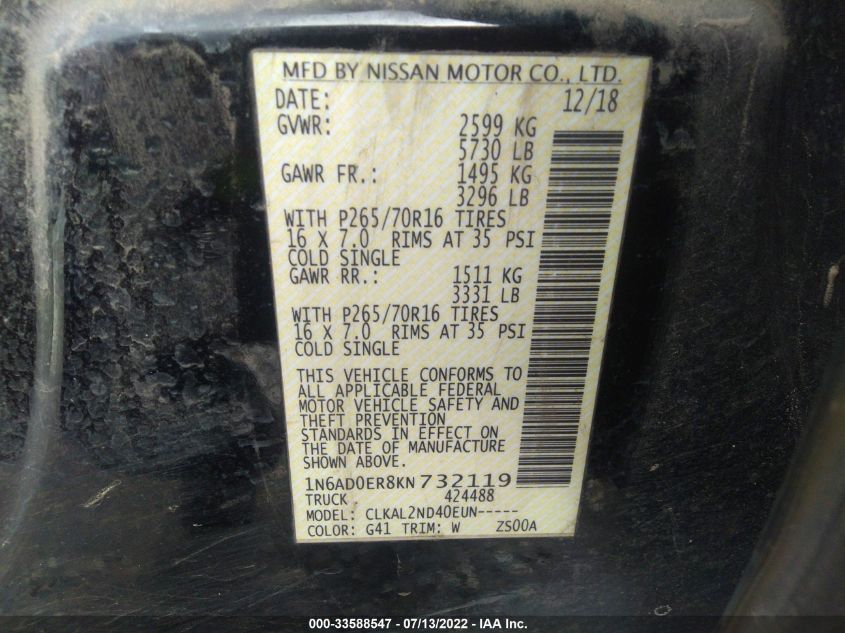 MFD BY NISSAN MOTOR CO., LTD.
DATE: 12/18
GVWR: 2599 KG
5730 LB
GAWR FR.: 1495 KG
3296 LB
WITH P265/70R16 TIRES
16 X 7.0 RIMS AT 35 PSI
COLD SINGLE
GAWR RR.: 1511 KG
3331 LB
WITH P265/70R16 TIRES
16 X 7.0 RIMS AT 35 PSI
COLD SINGLE
THIS VEHICLE CONFORMS TO
ALL APPLICABLE FEDERAL
MOTOR VEHICLE SAFETY AND
THEFT PREVENTION
STANDARDS IN EFFECT ON
THE DATE OF MANUFACTURE
SHOWN ABOVE.
1N6AD0ER8KN732119
TRUCK 424488
MODEL: CLKAL2ND40EUN-----
COLOR: G41 TRIM: W ZS00A
000-33588547 - 07/13/2022 - IAA Inc.